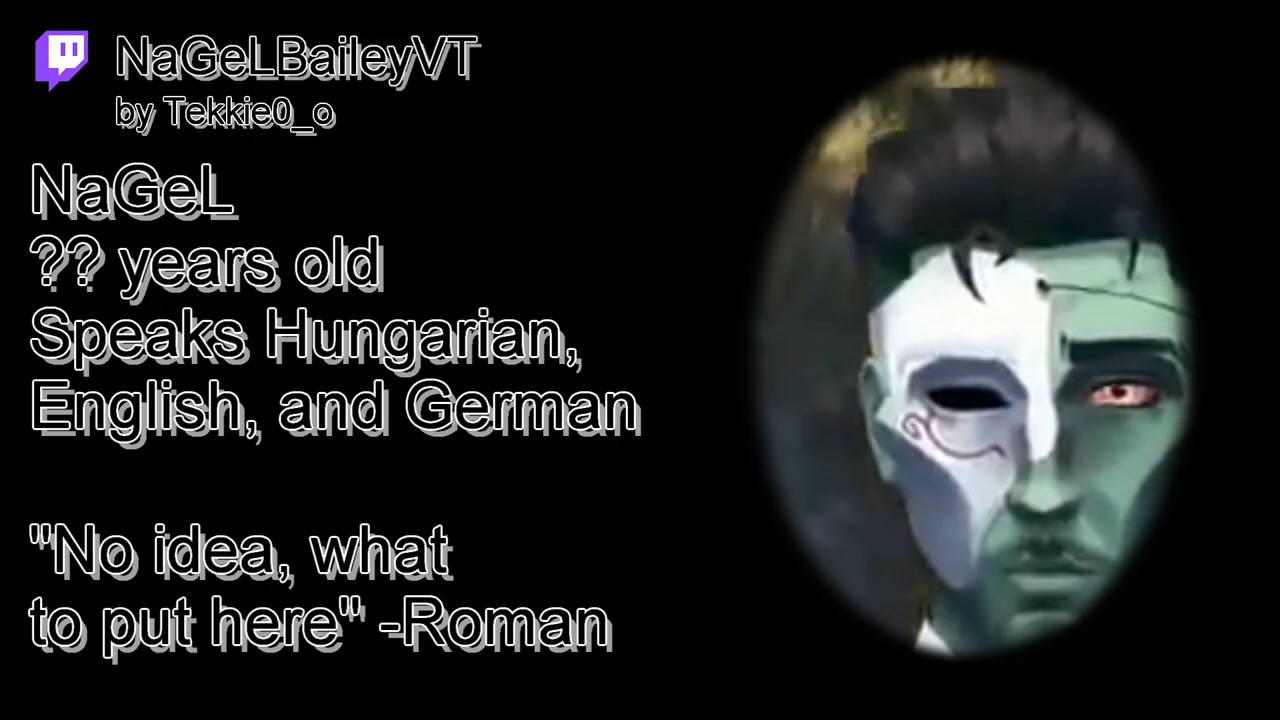 NaGeLBaileyVT
by Tekkie0_o
NaGeL
?? years old
Speaks Hungarian,
English, and German
"No idea, what
to put here" -Roman